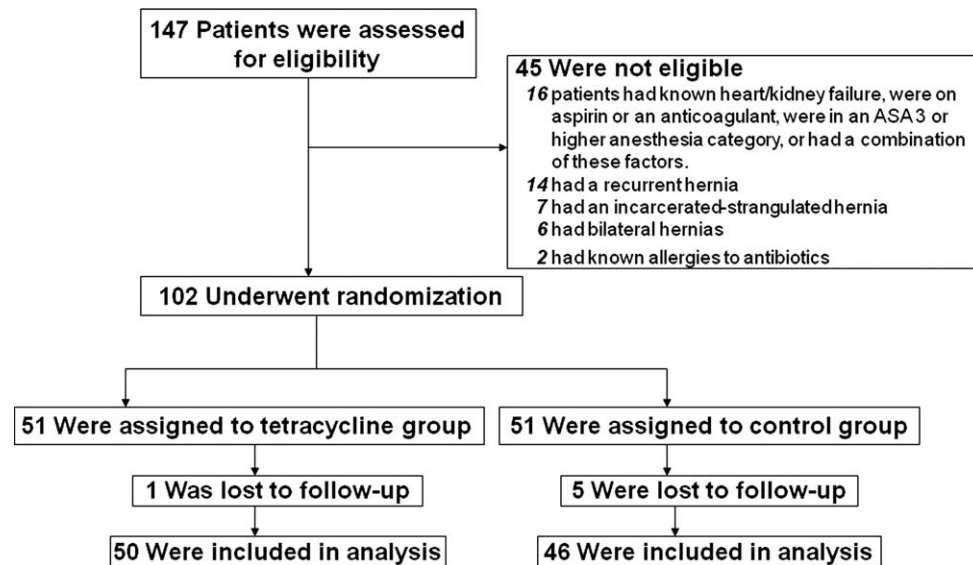 147 Patients were assessed
for eligibility
45 Were not eligible
16 patients had known heart/kidney failure, were on
aspirin or an anticoagulant, were in an ASA 3 or
higher anesthesia category, or had a combination
of these factors.
14 had a recurrent hernia
7 had an incarcerated-strangulated hernia
6 had bilateral hernias
2 had known allergies to antibiotics
102 Underwent randomization
51 Were assigned to tetracycline group
51 Were assigned to control group
1 Was lost to follow-up
5 Were lost to follow-up
50 Were included in analysis
46 Were included in analysis